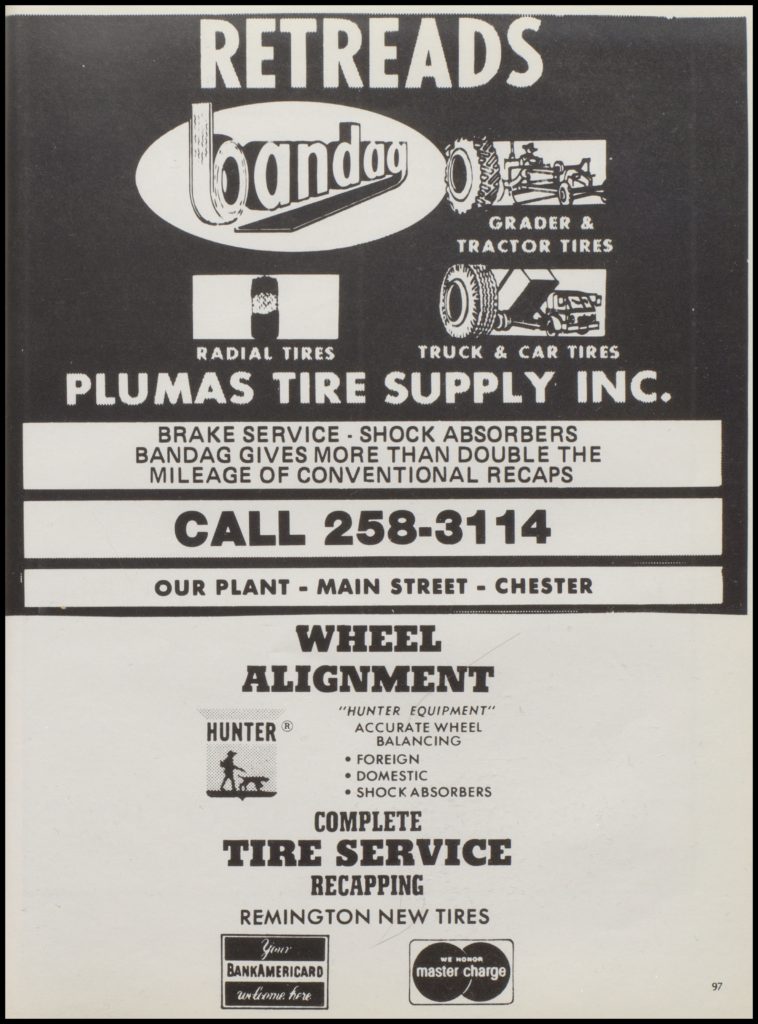 RETREADS
bandag
GRADER &
TRACTOR TIRES
RADIAL TIRES
TRUCK & CAR TIRES
PLUMAS TIRE SUPPLY INC.
BRAKE SERVICE - SHOCK ABSORBERS
BANDAG GIVES MORE THAN DOUBLE THE
MILEAGE OF CONVENTIONAL RECAPS
CALL 258-3114
OUR PLANT - MAIN STREET - CHESTER
WHEEL
ALIGNMENT
HUNTER ®
"HUNTER EQUIPMENT"
ACCURATE WHEEL
BALANCING
• FOREIGN
• DOMESTIC
• SHOCK ABSORBERS
COMPLETE
TIRE SERVICE
RECAPPING
REMINGTON NEW TIRES
Your
BANKAMERICARD
welcome here
WE HONOR
master charge
97